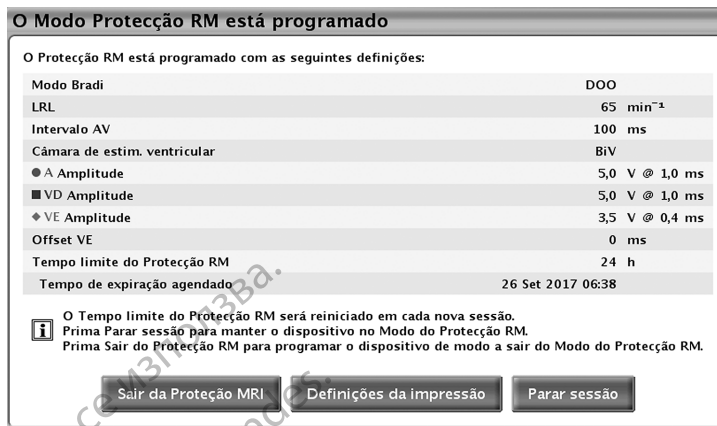 O Modo Protecção RM está programado
O Protecção RM está programado com as seguintes definições:
Modo Bradi DOO
LRL 65 min⁻¹
Intervalo AV 100 ms
Câmara de estim. ventricular BiV
A Amplitude 5,0 V @ 1,0 ms
VD Amplitude 5,0 V @ 1,0 ms
VE Amplitude 3,5 V @ 0,4 ms
Offset VE 0 ms
Tempo limite do Protecção RM 24 h
Tempo de expiração agendado 26 Set 2017 06:38
O Tempo limite do Protecção RM será reiniciado em cada nova sessão.
Prima Parar sessão para manter o dispositivo no Modo do Protecção RM.
Prima Sair do Protecção RM para programar o dispositivo de modo a sair do Modo do Protecção RM.
Sair da Proteção MRI Definições da impressão Parar sessão
се използва.